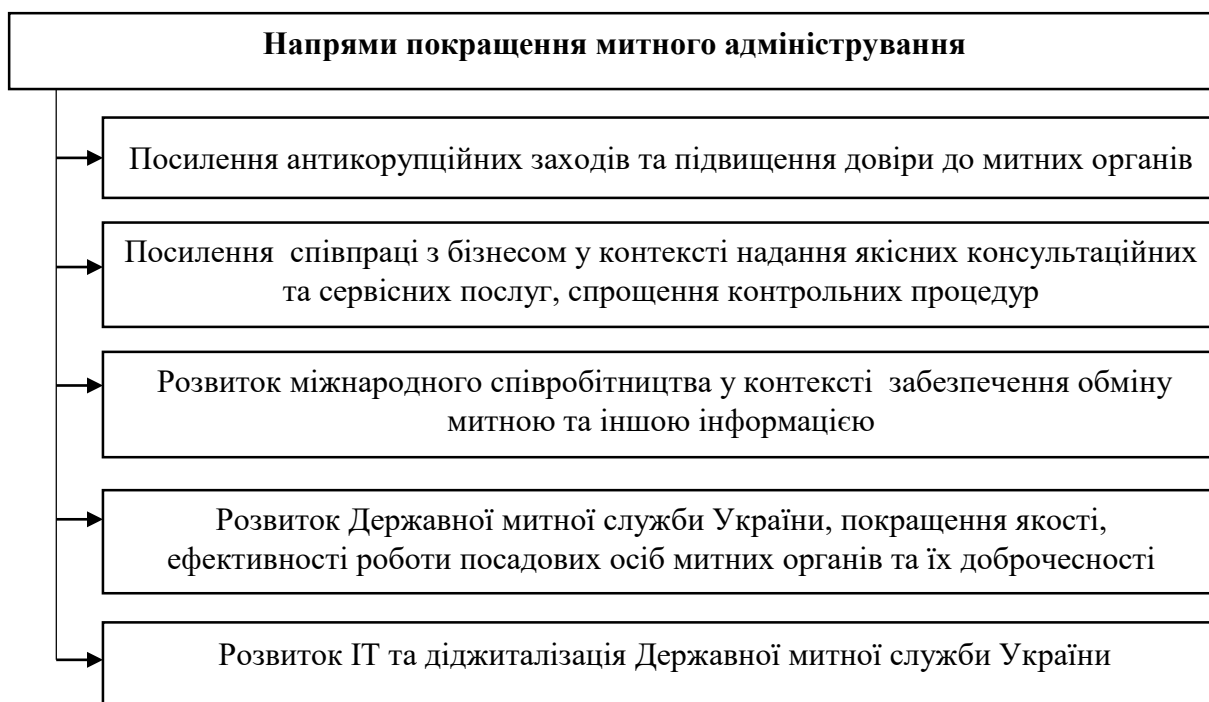 Напрями покращення митного адміністрування
Посилення антикорупційних заходів та підвищення довіри до митних органів
Посилення співпраці з бізнесом у контексті надання якісних консультаційних
та сервісних послуг, спрощення контрольних процедур
Розвиток міжнародного співробітництва у контексті забезпечення обміну
митною та іншою інформацією
Розвиток Державної митної служби України, покращення якості,
ефективності роботи посадових осіб митних органів та їх доброчесності
Розвиток ІТ та діджиталізація Державної митної служби України